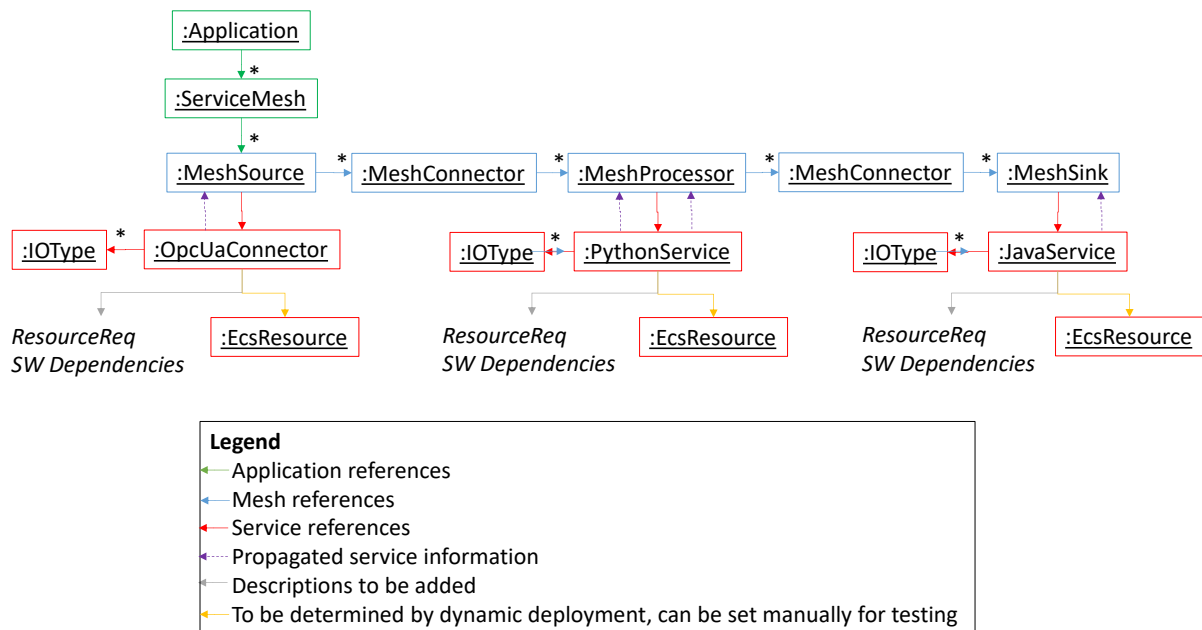 :Application
*
:ServiceMesh
*
:MeshSource * :MeshConnector * :MeshProcessor * :MeshConnector * :MeshSink
:IOType * :OpcUaConnector :IOType * :PythonService :IOType * :JavaService
ResourceReq :EcsResource ResourceReq :EcsResource ResourceReq :EcsResource
SW Dependencies SW Dependencies SW Dependencies
Legend
Application references
Mesh references
Service references
Propagated service information
Descriptions to be added
To be determined by dynamic deployment, can be set manually for testing